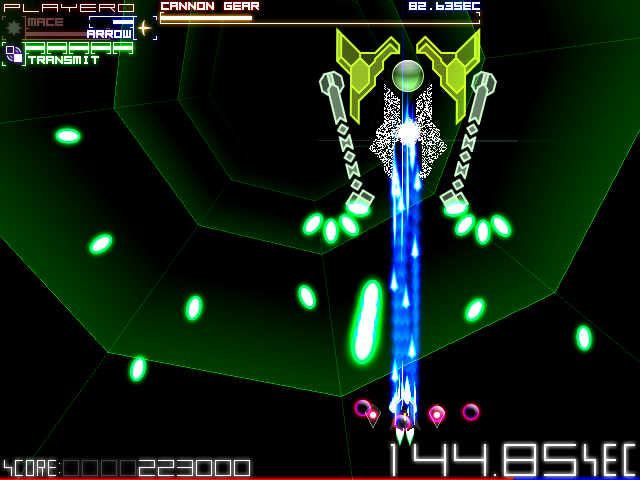 PLAYER0
CANNON GEAR
82.63SEC
MACE
ARROW
TRANSMIT
SCORE:0000223000
144.85SEC